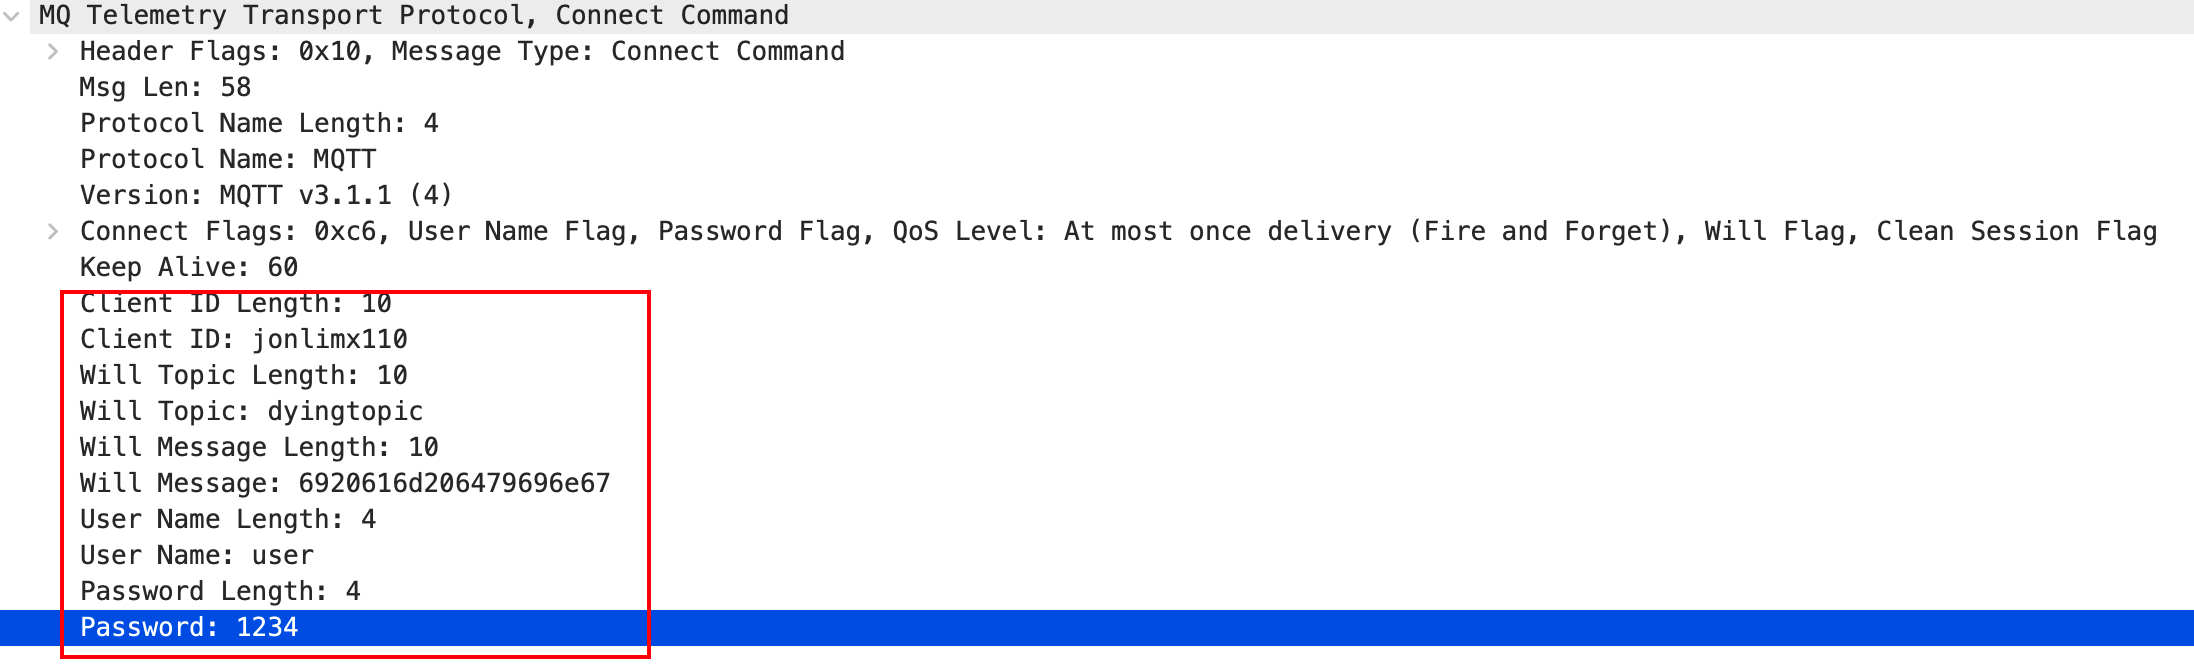 MQ Telemetry Transport Protocol, Connect Command
Header Flags: 0x10, Message Type: Connect Command
Msg Len: 58
Protocol Name Length: 4
Protocol Name: MQTT
Version: MQTT v3.1.1 (4)
Connect Flags: 0xc6, User Name Flag, Password Flag, QoS Level: At most once delivery (Fire and Forget), Will Flag, Clean Session Flag
Keep Alive: 60
Client ID Length: 10
Client ID: jonlimx110
Will Topic Length: 10
Will Topic: dyingtopic
Will Message Length: 10
Will Message: 6920616d206479696e67
User Name Length: 4
User Name: user
Password Length: 4
Password: 1234